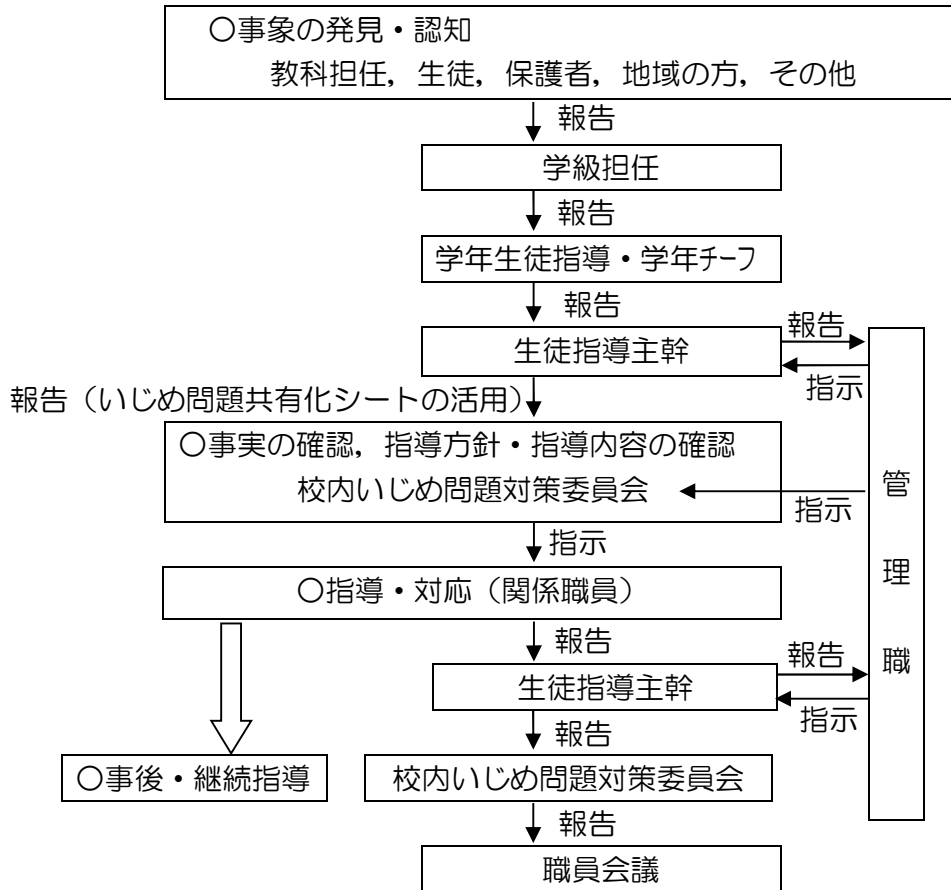 ○事象の発見・認知
教科担任，生徒，保護者，地域の方，その他
報告
学級担任
報告
学年生徒指導・学年ﾁｰﾌ
報告
生徒指導主幹
報告
指示
報告（いじめ問題共有化シートの活用）
○事実の確認，指導方針・指導内容の確認
校内いじめ問題対策委員会
指示
管理職
指示
○指導・対応（関係職員）
報告
生徒指導主幹
報告
指示
報告
○事後・継続指導
校内いじめ問題対策委員会
報告
職員会議